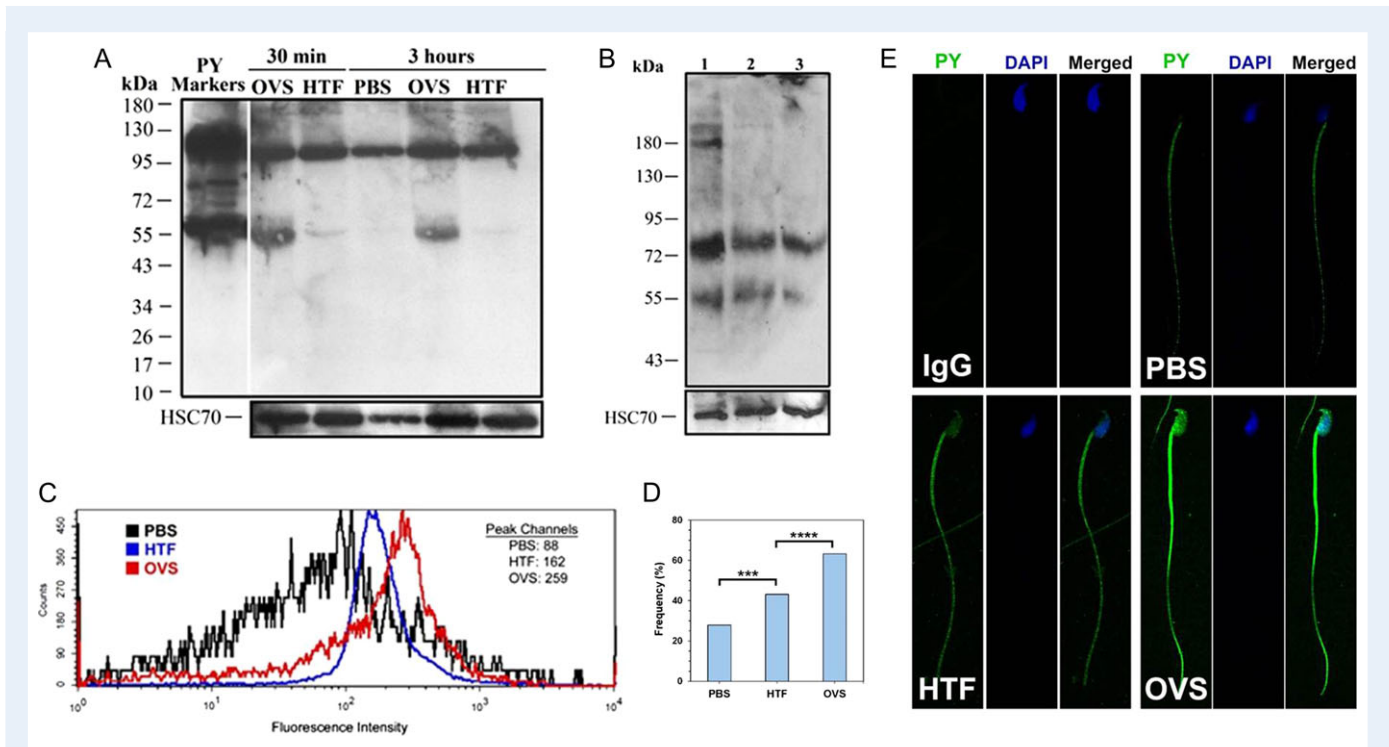 A
30 min
3 hours
PY
Markers
kDa
OVS HTF PBS OVS HTF
180
130
95
72
55
43
34
26
17
10
HSC70
B
kDa
1 2 3
180
130
95
72
55
43
HSC70
C
PBS
HTF
OVS
Peak Channels
PBS: 88
HTF: 162
OVS: 259
Counts
450
360
270
180
90
0
10⁰ 10¹ 10² 10³ 10⁴
Fluorescence Intensity
D
Frequency (%)
80
60
40
20
0
***
****
PBS HTF OVS
E
PY DAPI Merged PY DAPI Merged
IgG
PBS
HTF
OVS